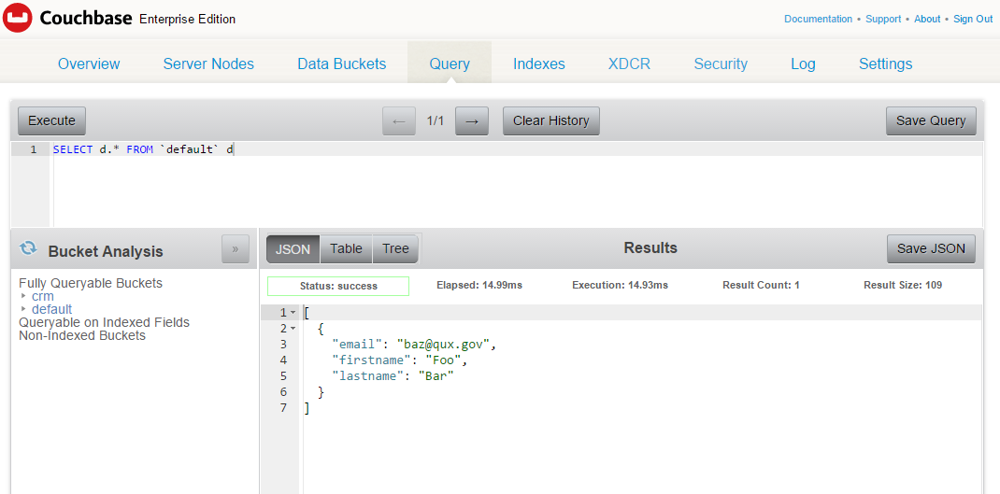 Couchbase Enterprise Edition
Documentation • Support • About • Sign Out
Overview Server Nodes Data Buckets Query Indexes XDCR Security Log Settings
Execute ← 1/1 → Clear History Save Query
1 SELECT d.* FROM `default` d
Bucket Analysis »
Fully Queryable Buckets
crm
default
Queryable on Indexed Fields
Non-Indexed Buckets
JSON Table Tree Results Save JSON
Status: success Elapsed: 14.99ms Execution: 14.93ms Result Count: 1 Result Size: 109
1 [
2 {
3 "email": "baz@qux.gov",
4 "firstname": "Foo",
5 "lastname": "Bar"
6 }
7 ]